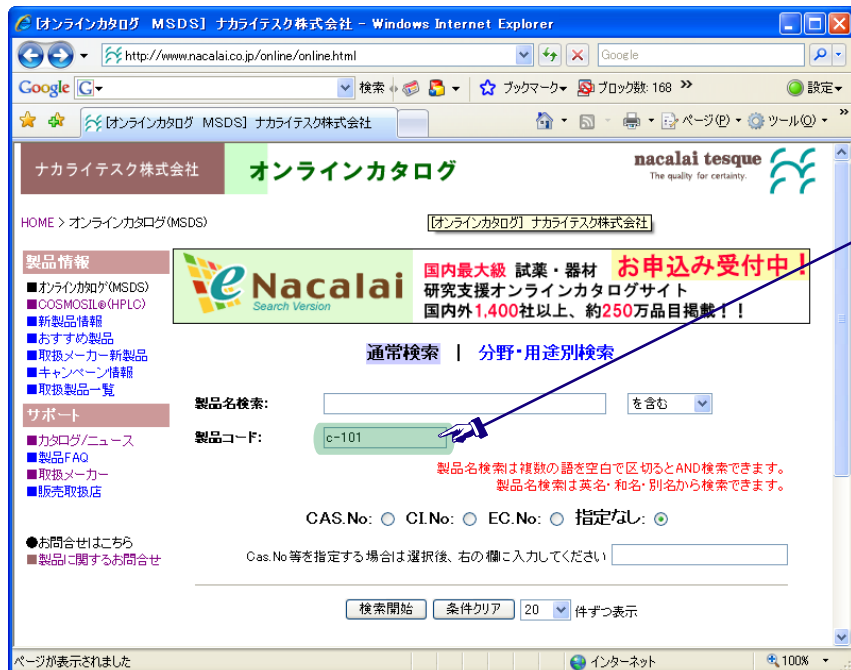 [オンラインカタログ MSDS] ナカライテスク株式会社 - Windows Internet Explorer
http://www.nacalai.co.jp/online/online.html
Google
Google G 検索 ブックマーク ブロック数: 168 » 設定
[オンラインカタログ MSDS] ナカライテスク株式会社 ページ(P) ツール(O) »
ナカライテスク株式会社 オンラインカタログ nacalai tesque
The quality for certainty.
HOME > オンラインカタログ(MSDS)
[オンラインカタログ] ナカライテスク株式会社
製品情報
■オンラインカタログ(MSDS)
■COSMOSIL®(HPLC)
■新製品情報
■おすすめ製品
■取扱メーカー新製品
■キャンペーン情報
■取扱製品一覧
サポート
■カタログ/ニュース
■製品FAQ
■取扱メーカー
■販売取扱店
●お問合せはこちら
■製品に関するお問合せ
e Nacalai
Search Version
国内最大級 試薬・器材 お申込み受付中!
研究支援オンラインカタログサイト
国内外1,400社以上、約250万品目掲載!!
通常検索 | 分野・用途別検索
製品名検索: を含む
製品コード: c-101
製品名検索は複数の語を空白で区切るとAND検索できます。
製品名検索は英名・和名・別名から検索できます。
CAS.No: CI.No: EC.No: 指定なし:
Cas.No等を指定する場合は選択後、右の欄に入力してください
検索開始 条件クリア 20 件ずつ表示
ページが表示されました インターネット 100%